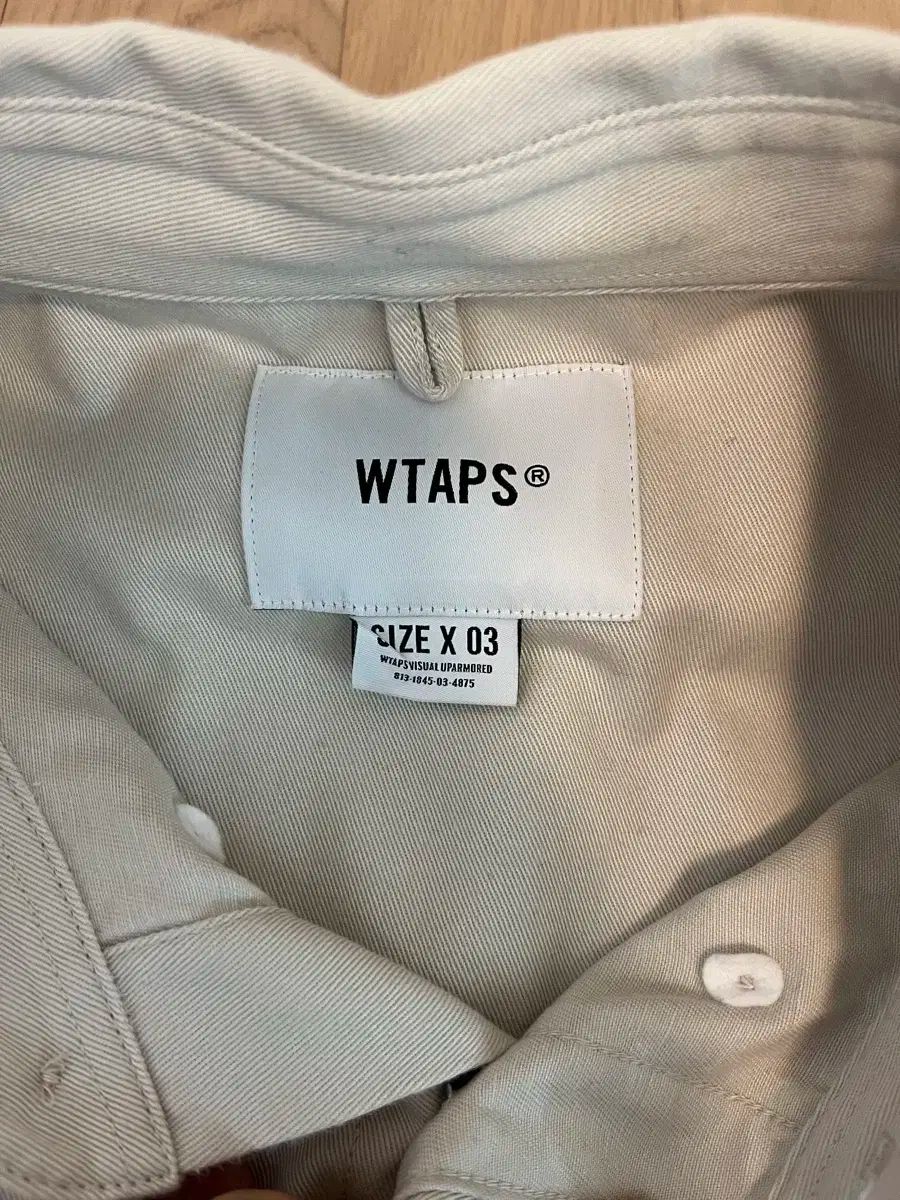 WTAPS®
SIZE X 03
WTAPSVISUAL UPARMORED
813-1845-03-4875